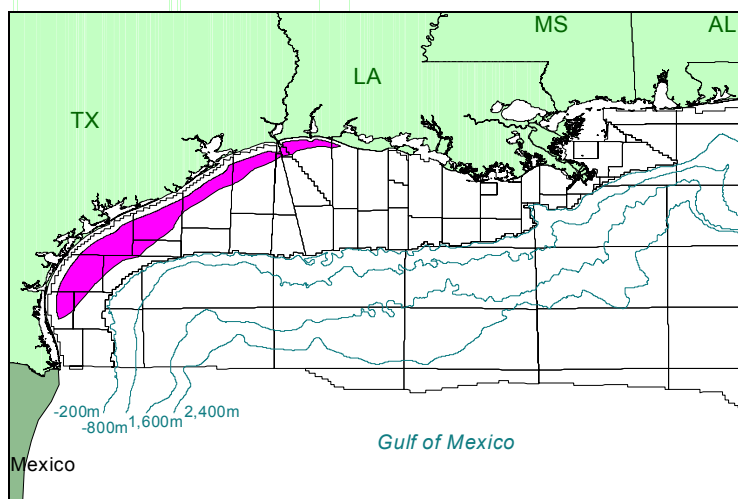 MS
AL
LA
TX
-200m
-800m
1,600m
2,400m
Gulf of Mexico
Mexico